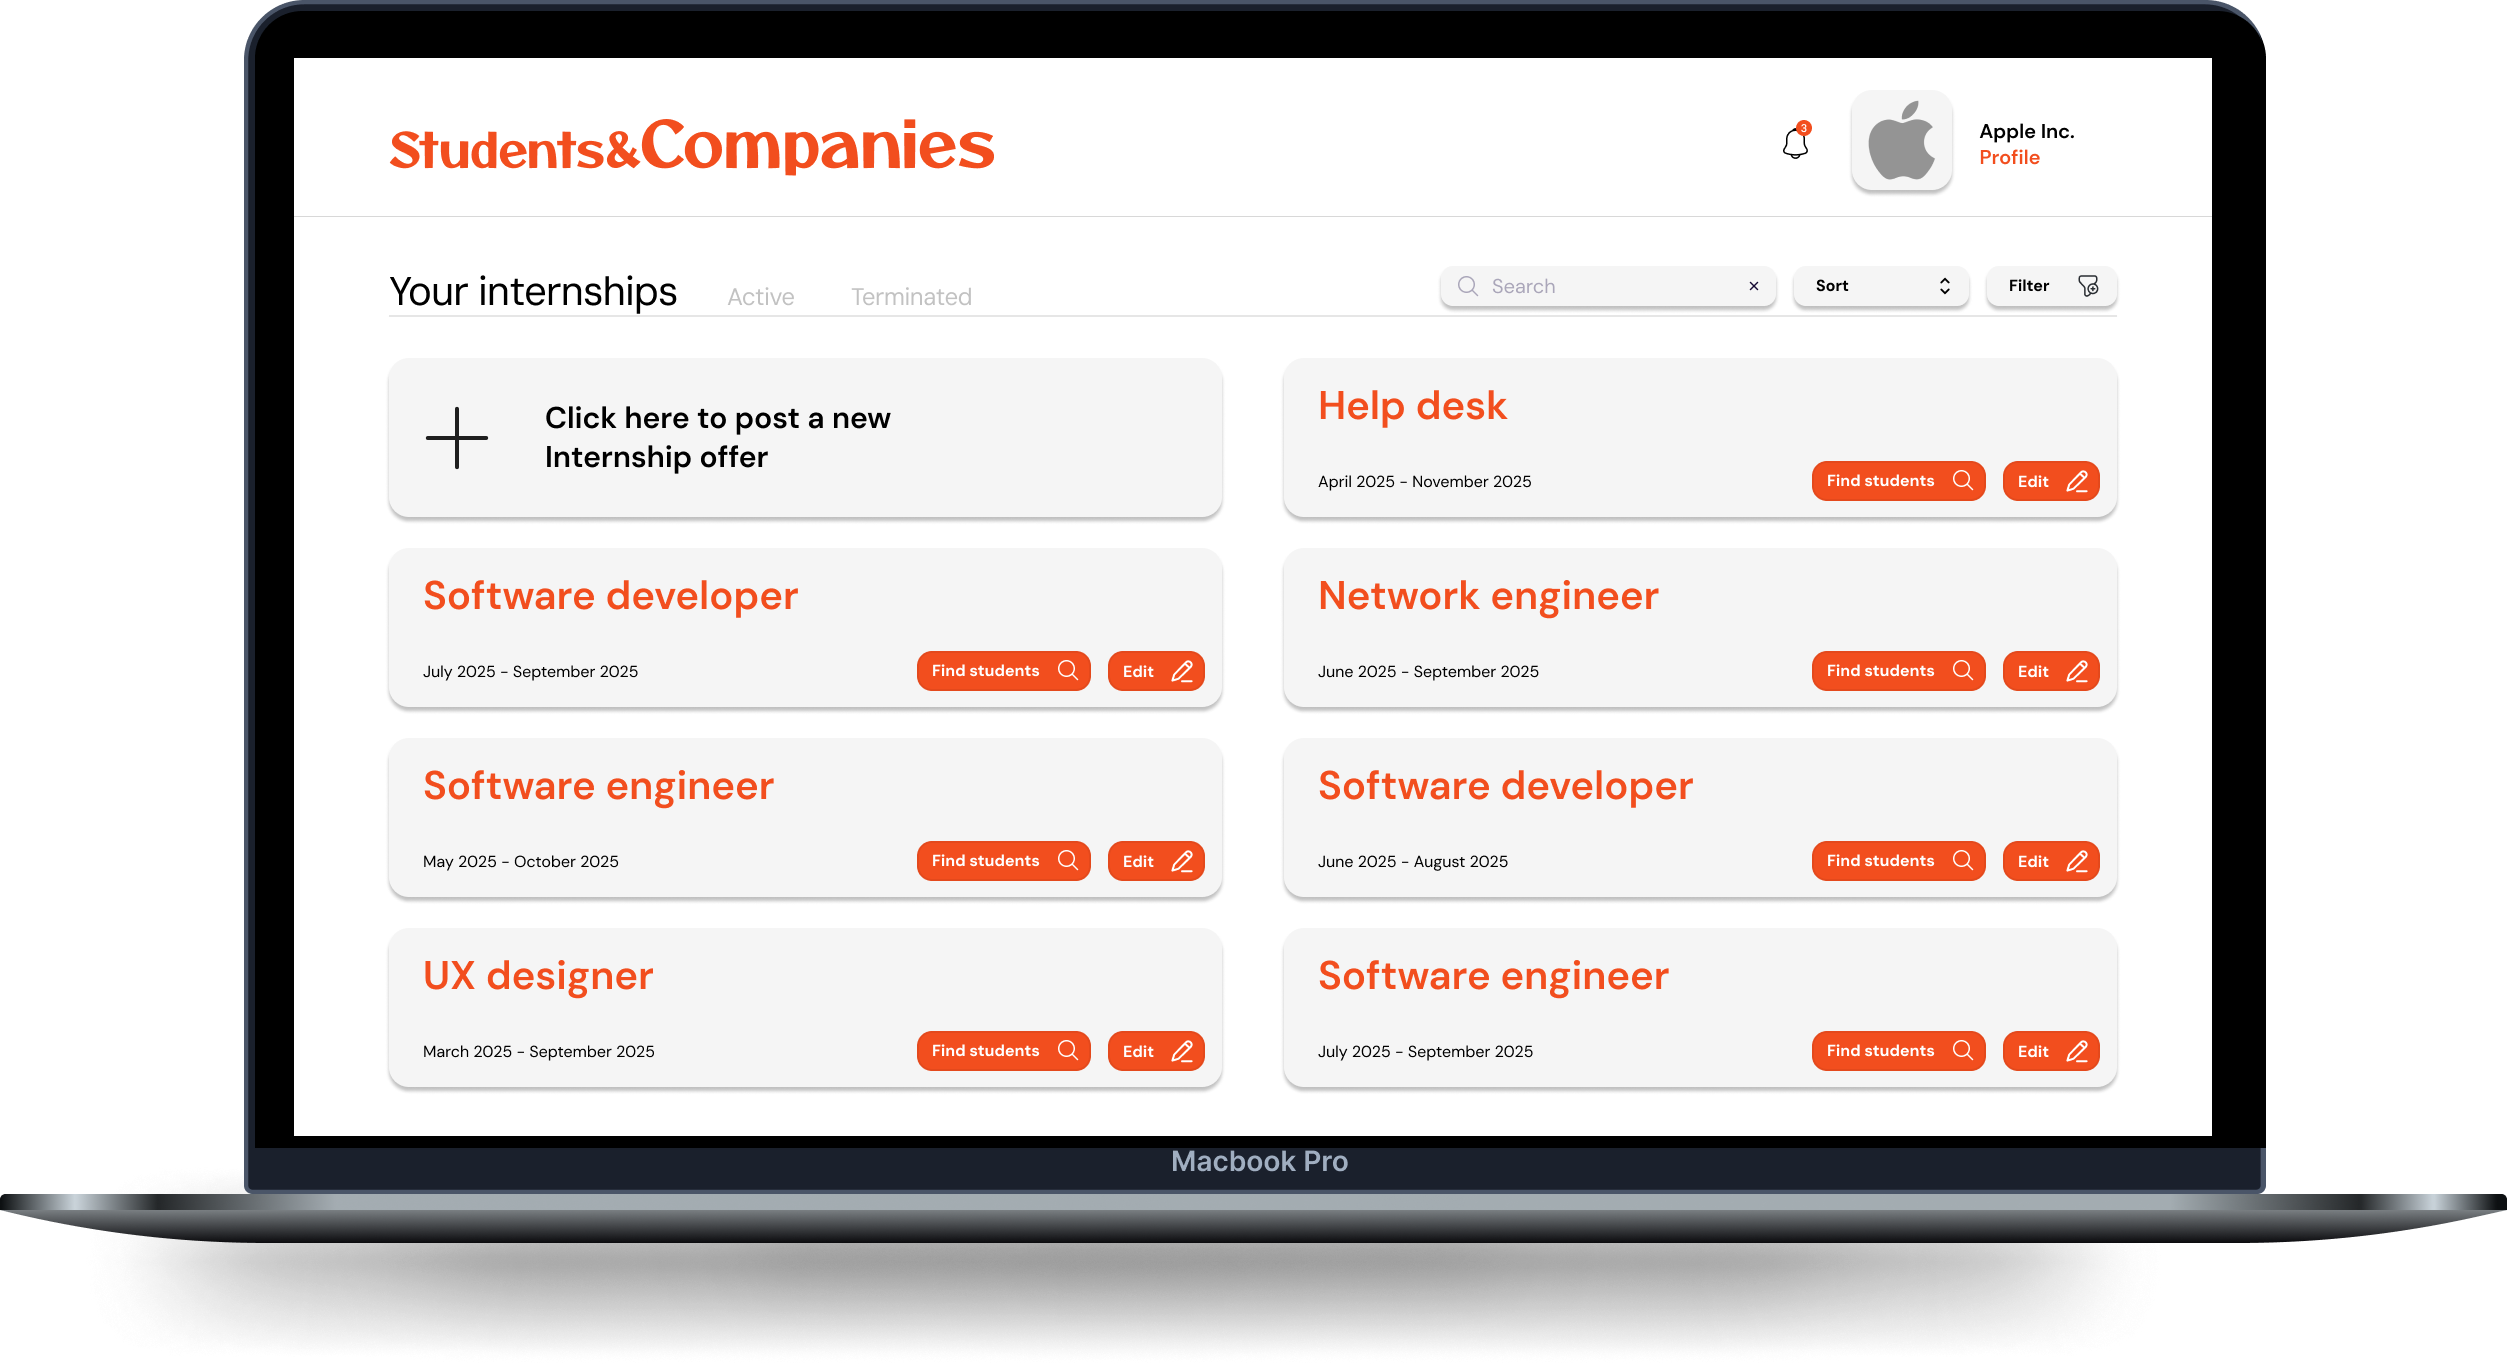 Students&Companies
3
Apple Inc.
Profile
Your internships
Active
Terminated
Search
Sort
Filter
Click here to post a new
Internship offer
Help desk
April 2025 - November 2025
Find students
Edit
Software developer
July 2025 - September 2025
Find students
Edit
Network engineer
June 2025 - September 2025
Find students
Edit
Software engineer
May 2025 - October 2025
Find students
Edit
Software developer
June 2025 - August 2025
Find students
Edit
UX designer
March 2025 - September 2025
Find students
Edit
Software engineer
July 2025 - September 2025
Find students
Edit
Macbook Pro